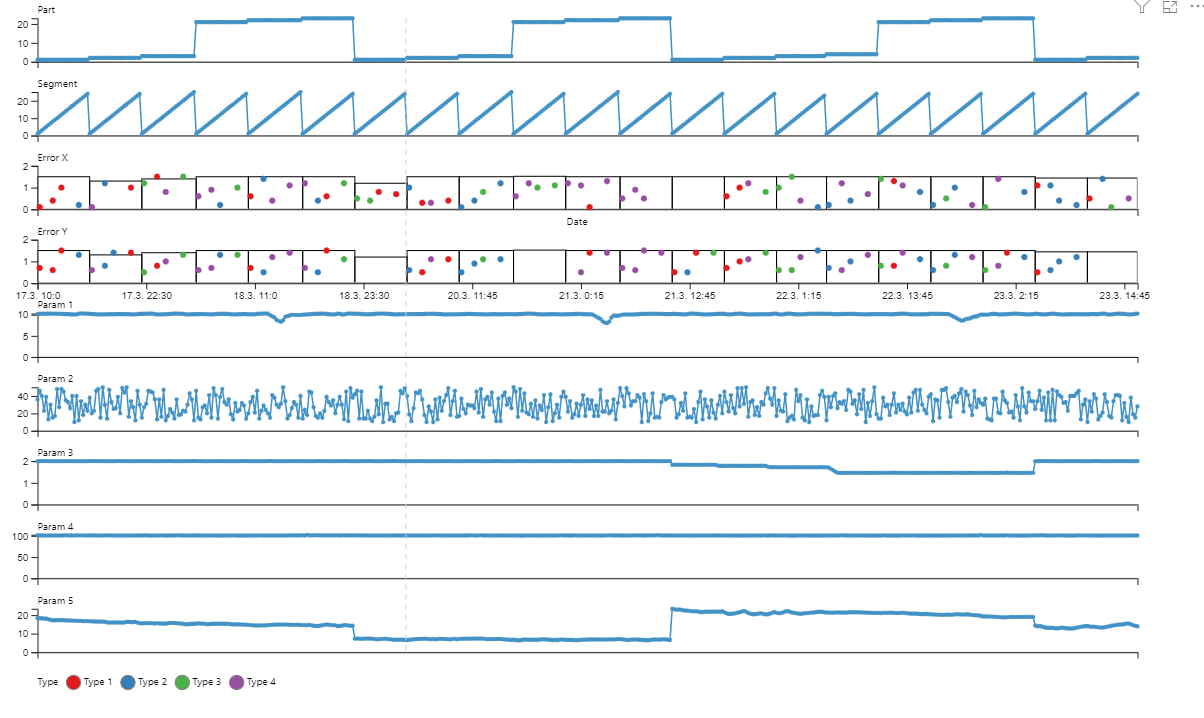 Part
20
10
0
Segment
20
10
0
Error X
2
1
0
Date
Error Y
2
1
0
17.3. 10:0 17.3. 22:30 18.3. 11:0 18.3. 23:30 20.3. 11:45 21.3. 0:15 21.3. 12:45 22.3. 1:15 22.3. 13:45 23.3. 2:15 23.3. 14:45
Param 1
10
5
0
Param 2
40
20
0
Param 3
2
1
0
Param 4
100
50
0
Param 5
20
10
0
Type Type 1 Type 2 Type 3 Type 4